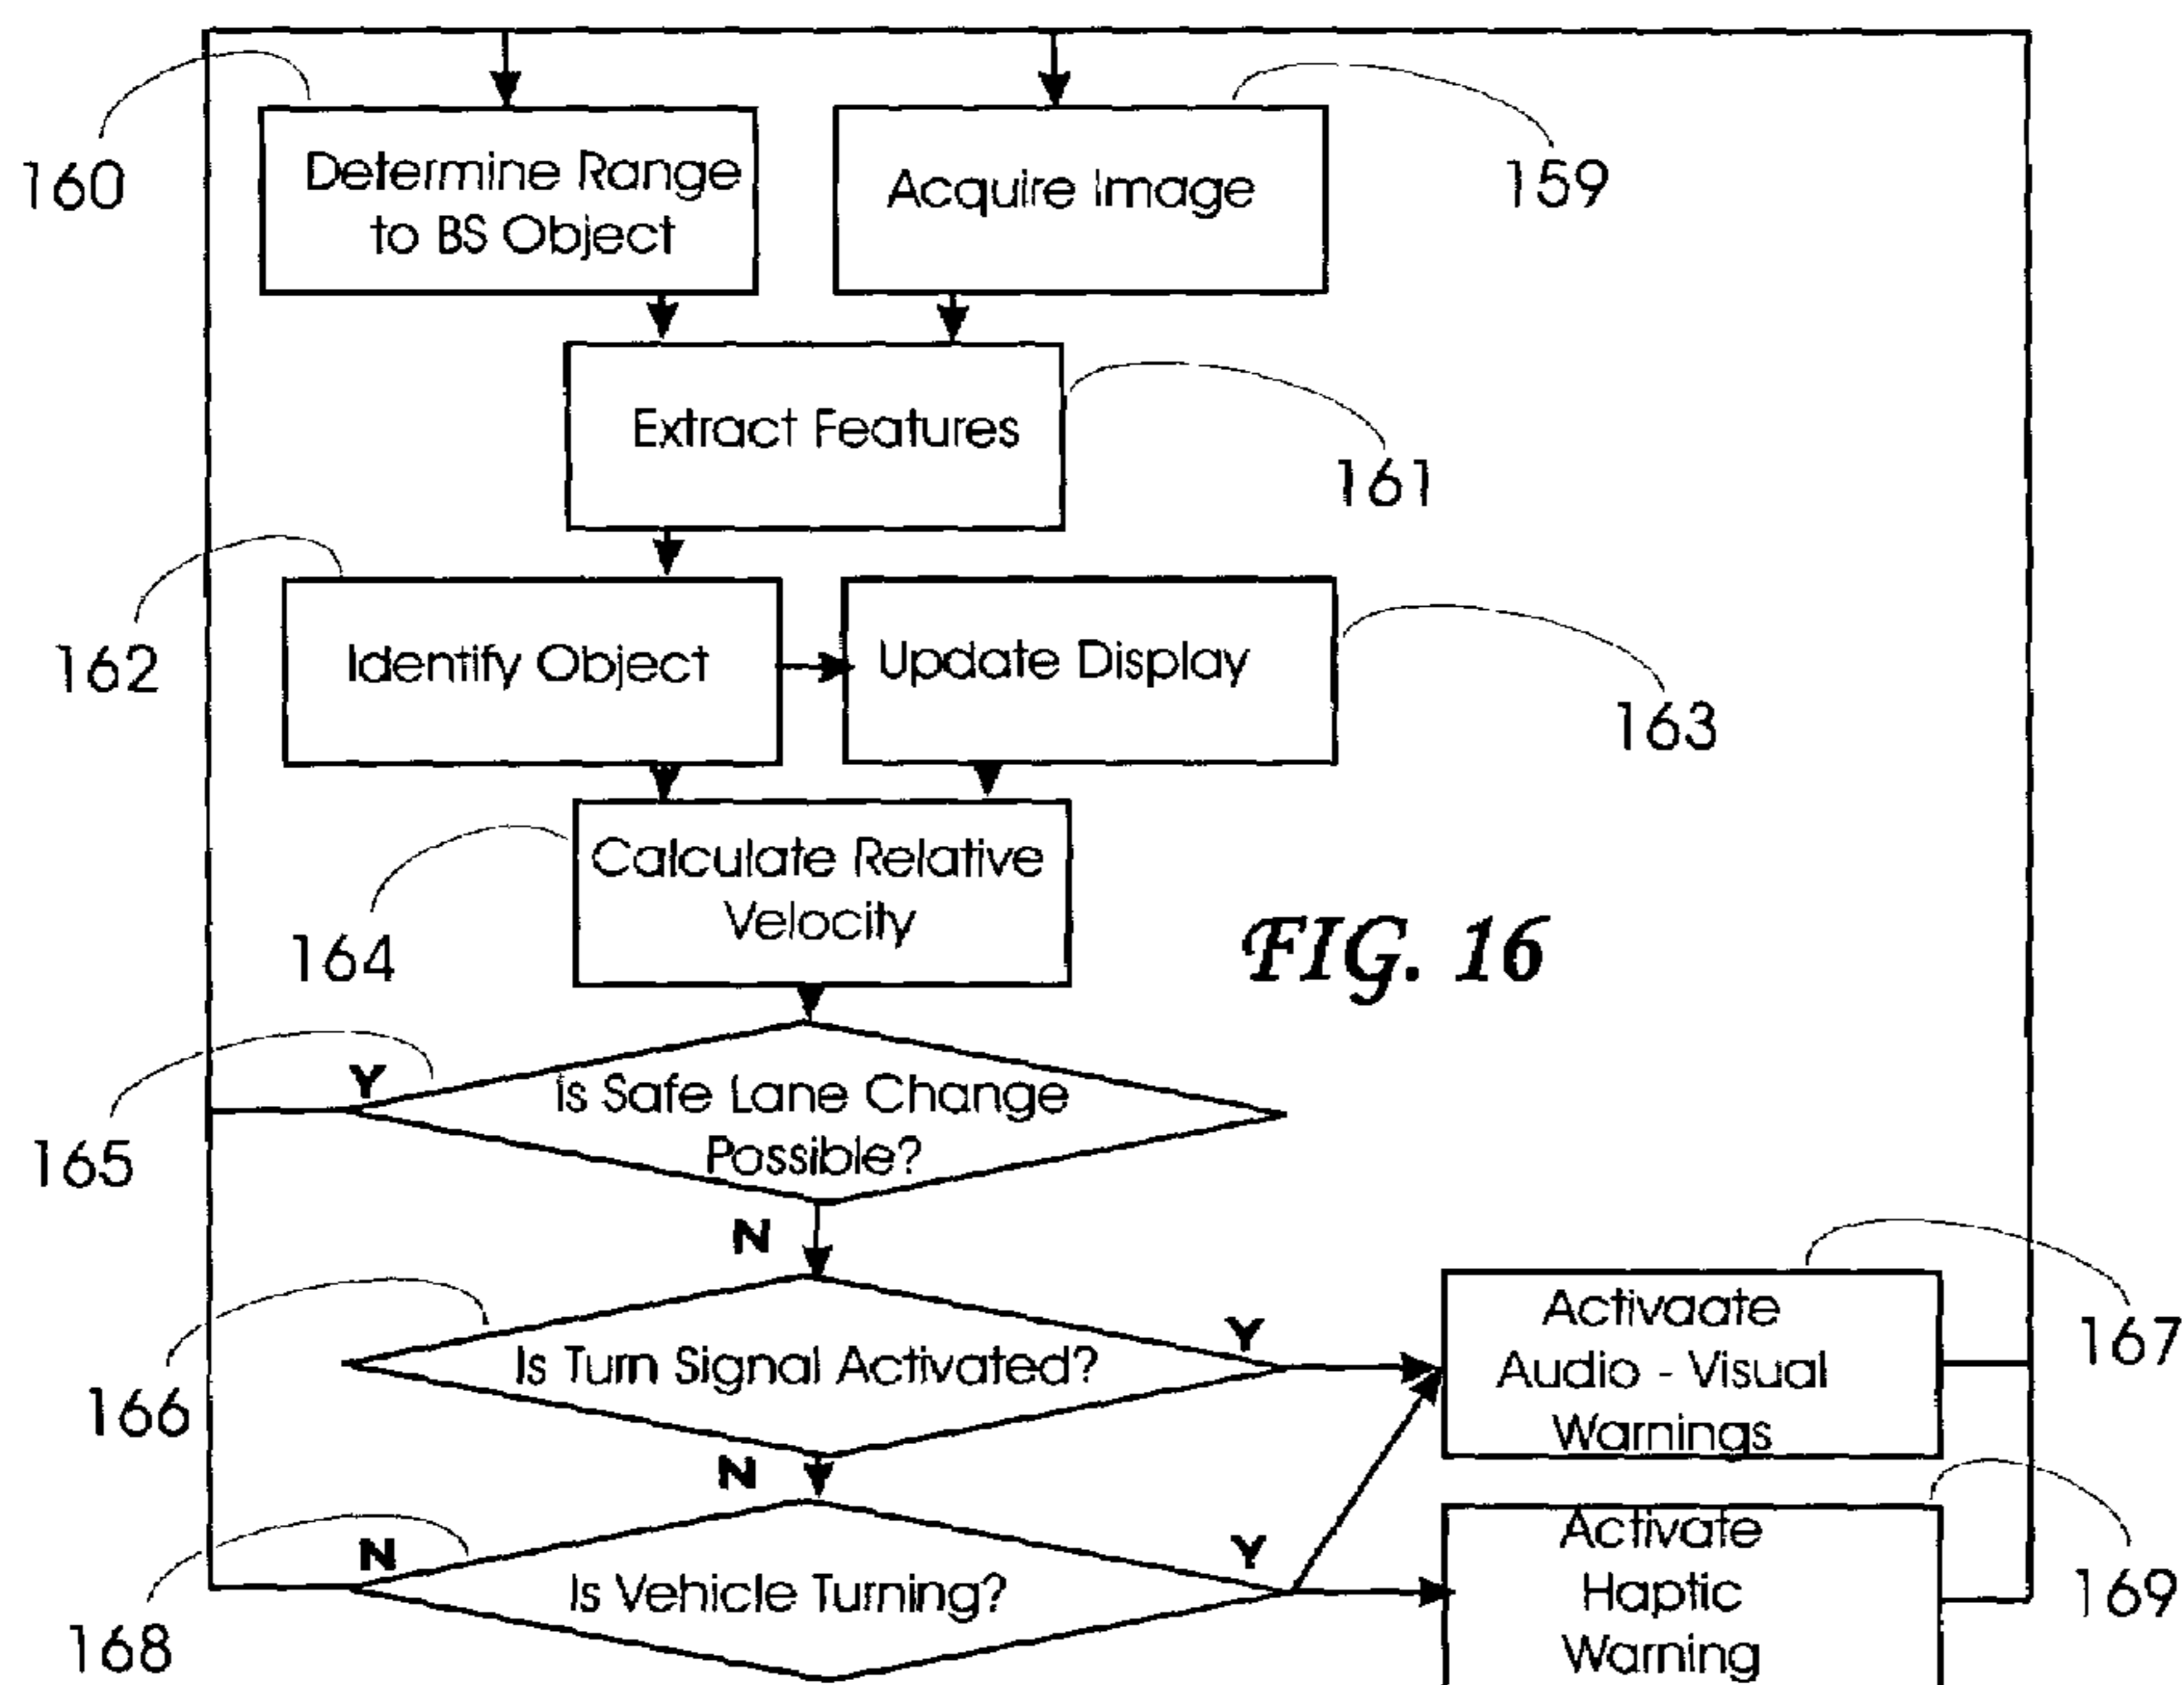 160
Determine Range
to BS Object
Acquire Image
159
Extract Features
161
162
Identify Object
Update Display
163
Calculate Relative
Velocity
164
FIG. 16
165
Y
Is Safe Lane Change
Possible?
N
166
Is Turn Signal Activated?
Y
Activaate
Audio - Visual
Warnings
167
N
168
N
Is Vehicle Turning?
Y
Activate
Haptic
Warning
169